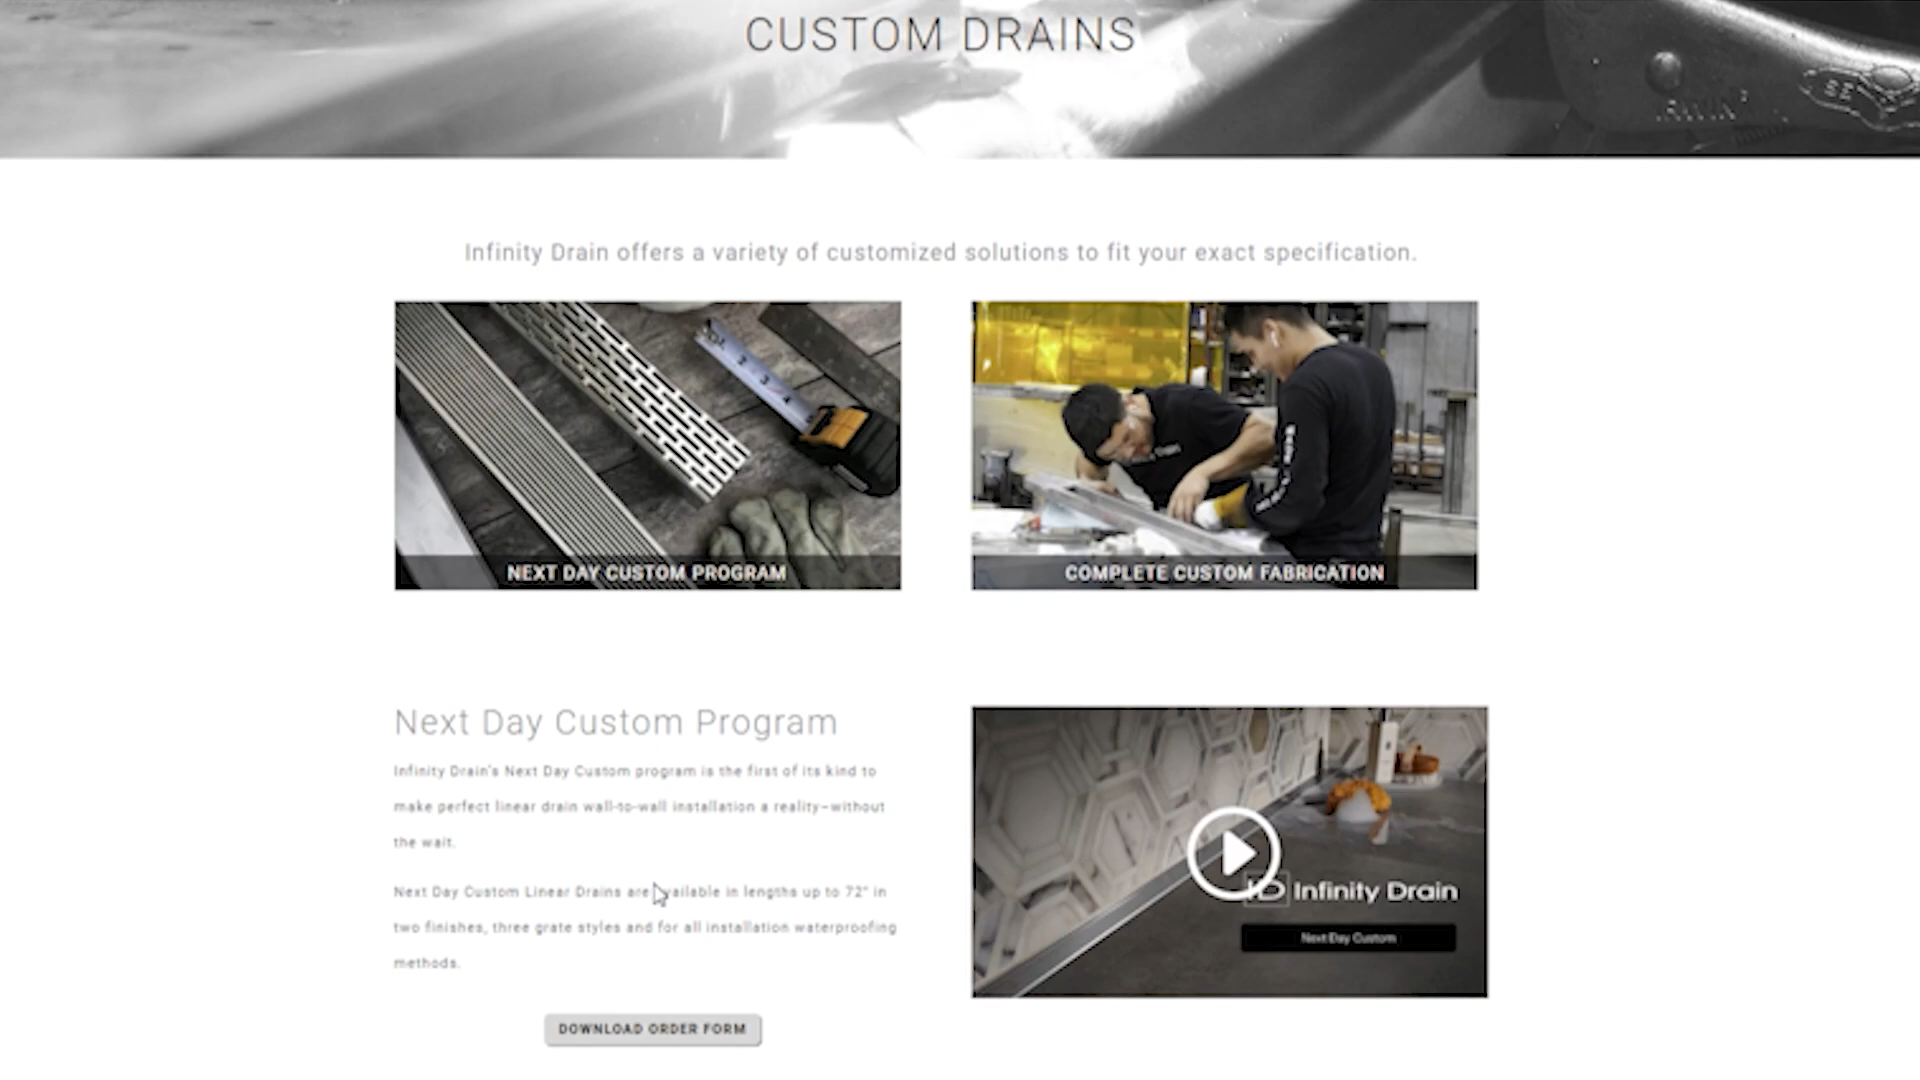 CUSTOM DRAINS
Infinity Drain offers a variety of customized solutions to fit your exact specification.
NEXT DAY CUSTOM PROGRAM
COMPLETE CUSTOM FABRICATION
Next Day Custom Program
Infinity Drain's Next Day Custom program is the first of its kind to
make perfect linear drain wall-to-wall installation a reality–without
the wait.
Next Day Custom Linear Drains are available in lengths up to 72" in
two finishes, three grate styles and for all installation waterproofing
methods.
DOWNLOAD ORDER FORM
ID Infinity Drain
Next Day Custom